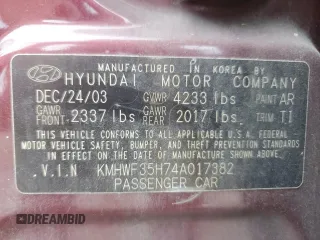 MANUFACTURED IN KOREA BY
HYUNDAI MOTOR COMPANY
DEC/24/03 GVWR 4233 lbs PAINT AR
GAWR FRONT 2337 lbs GAWR REAR 2017 lbs TRIM TI
THIS VEHICLE CONFORMS TO ALL APPLICABLE U.S.A. FEDERAL
MOTOR VEHICLE SAFETY, BUMPER, AND THEFT PREVENTION
STANDARDS IN EFFECT ON THE DATE OF MANUFACTURE
SHOWN ABOVE.
V.I.N KMHWF35H74A017382
PASSENGER CAR
DREAMBID